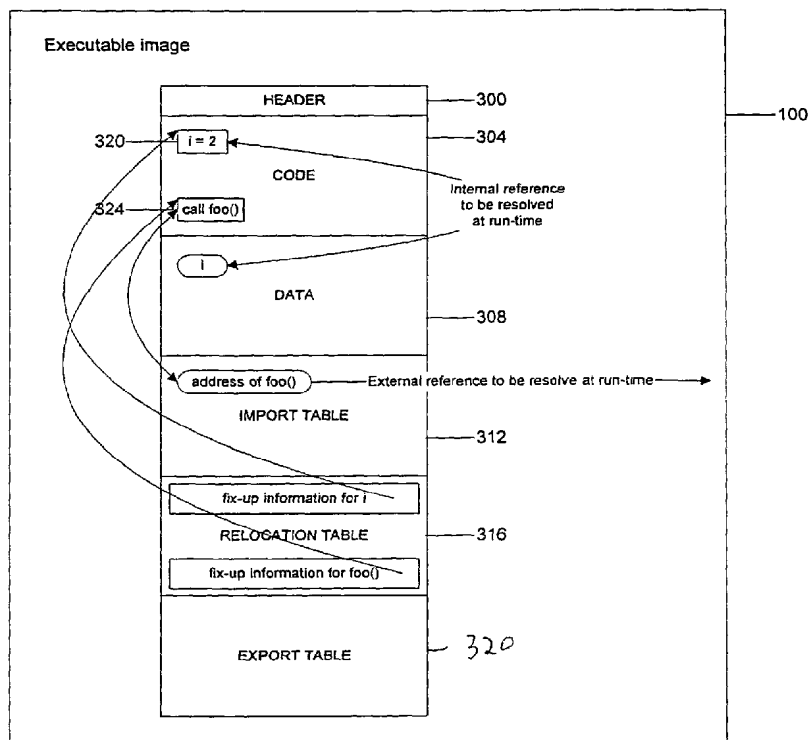 Executable image
HEADER
300
100
320
i = 2
304
CODE
Internal reference
to be resolved
at run-time
324
call foo()
i
DATA
308
address of foo()
External reference to be resolve at run-time
IMPORT TABLE
312
fix-up information for i
RELOCATION TABLE
316
fix-up information for foo()
EXPORT TABLE
320